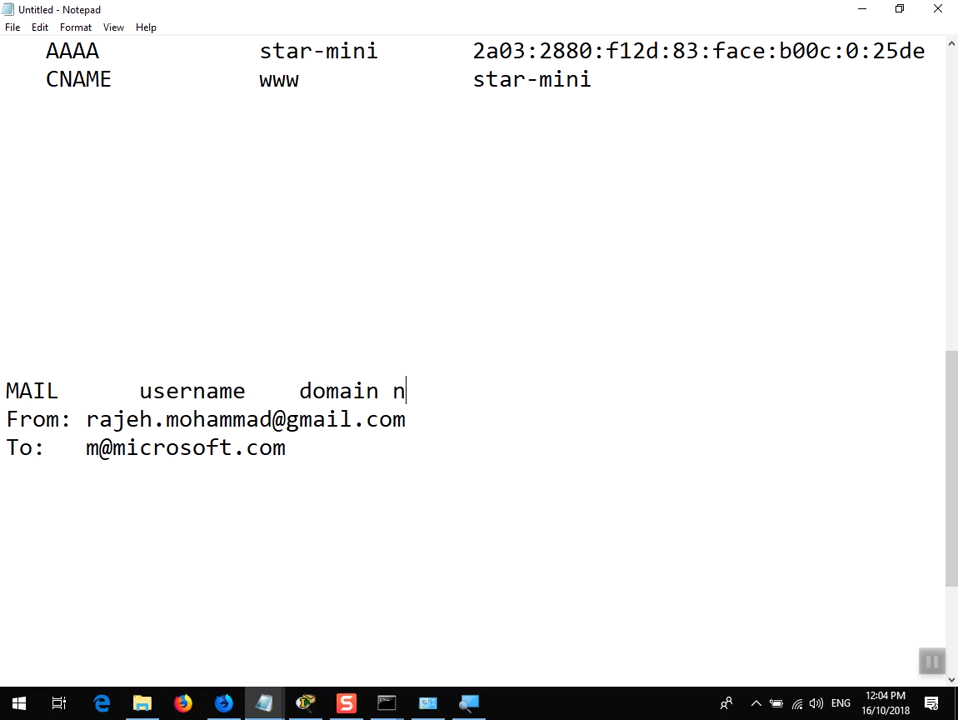 Untitled - Notepad
File Edit Format View Help
AAAA star-mini 2a03:2880:f12d:83:face:b00c:0:25de
CNAME www star-mini
MAIL username domain n
From: rajeh.mohammad@gmail.com
To: m@microsoft.com
ENG
12:04 PM
16/10/2018